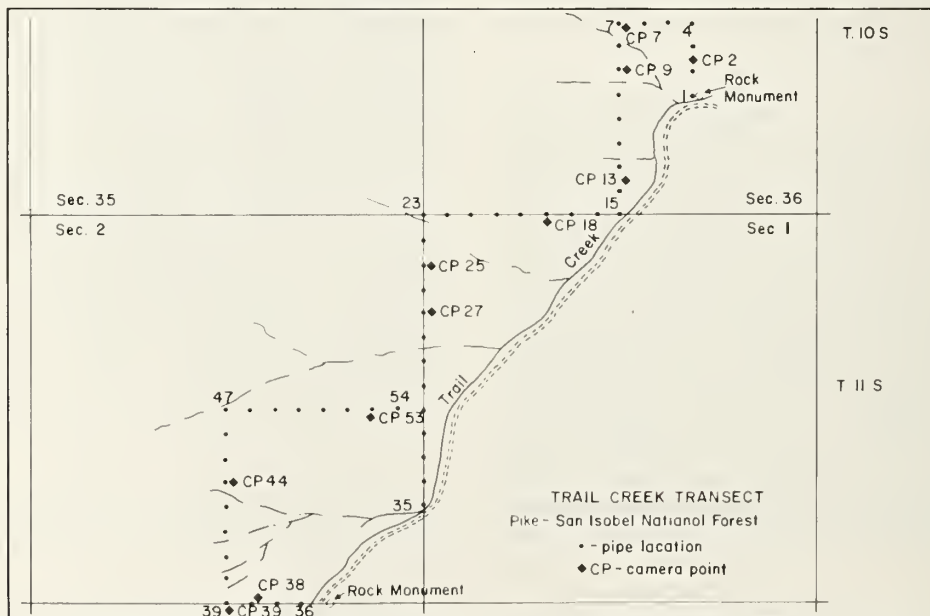 7
4
T. 10 S
CP 7
CP 2
CP 9
Rock
1
Monument
CP 13
Sec. 35
23
15
Sec. 36
Sec. 2
CP 18
Sec 1
Creek
CP 25
CP 27
Trail
47
54
T 11 S
CP 53
CP 44
35
TRAIL CREEK TRANSECT
Pike - San Isobel Natianol Forest
• - pipe location
◆ CP - camera point
CP 38
Rock Monument
39 CP 39 36